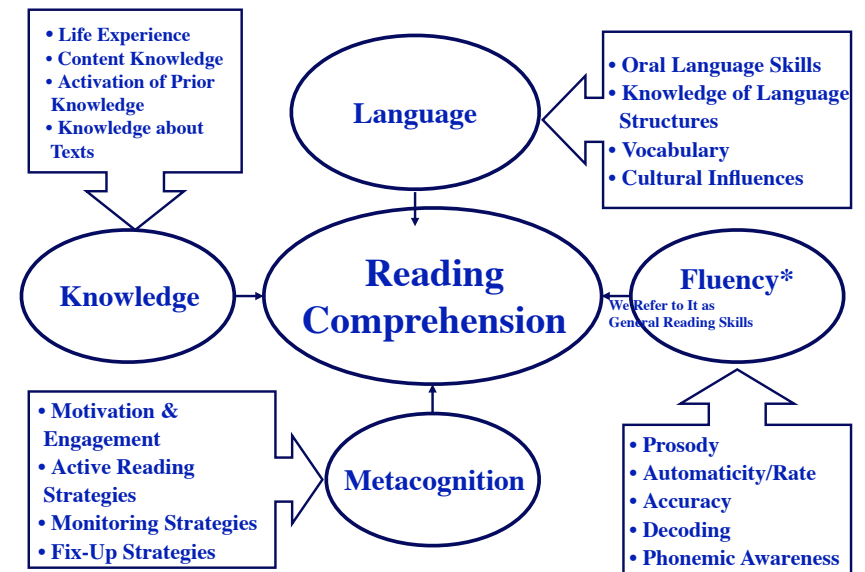 • Life Experience
• Content Knowledge
• Activation of Prior
Knowledge
• Knowledge about
Texts
Language
• Oral Language Skills
• Knowledge of Language
Structures
• Vocabulary
• Cultural Influences
Knowledge
Reading
Comprehension
Fluency*
We Refer to It as
General Reading Skills
• Motivation &
Engagement
• Active Reading
Strategies
• Monitoring Strategies
• Fix-Up Strategies
Metacognition
• Prosody
• Automaticity/Rate
• Accuracy
• Decoding
• Phonemic Awareness